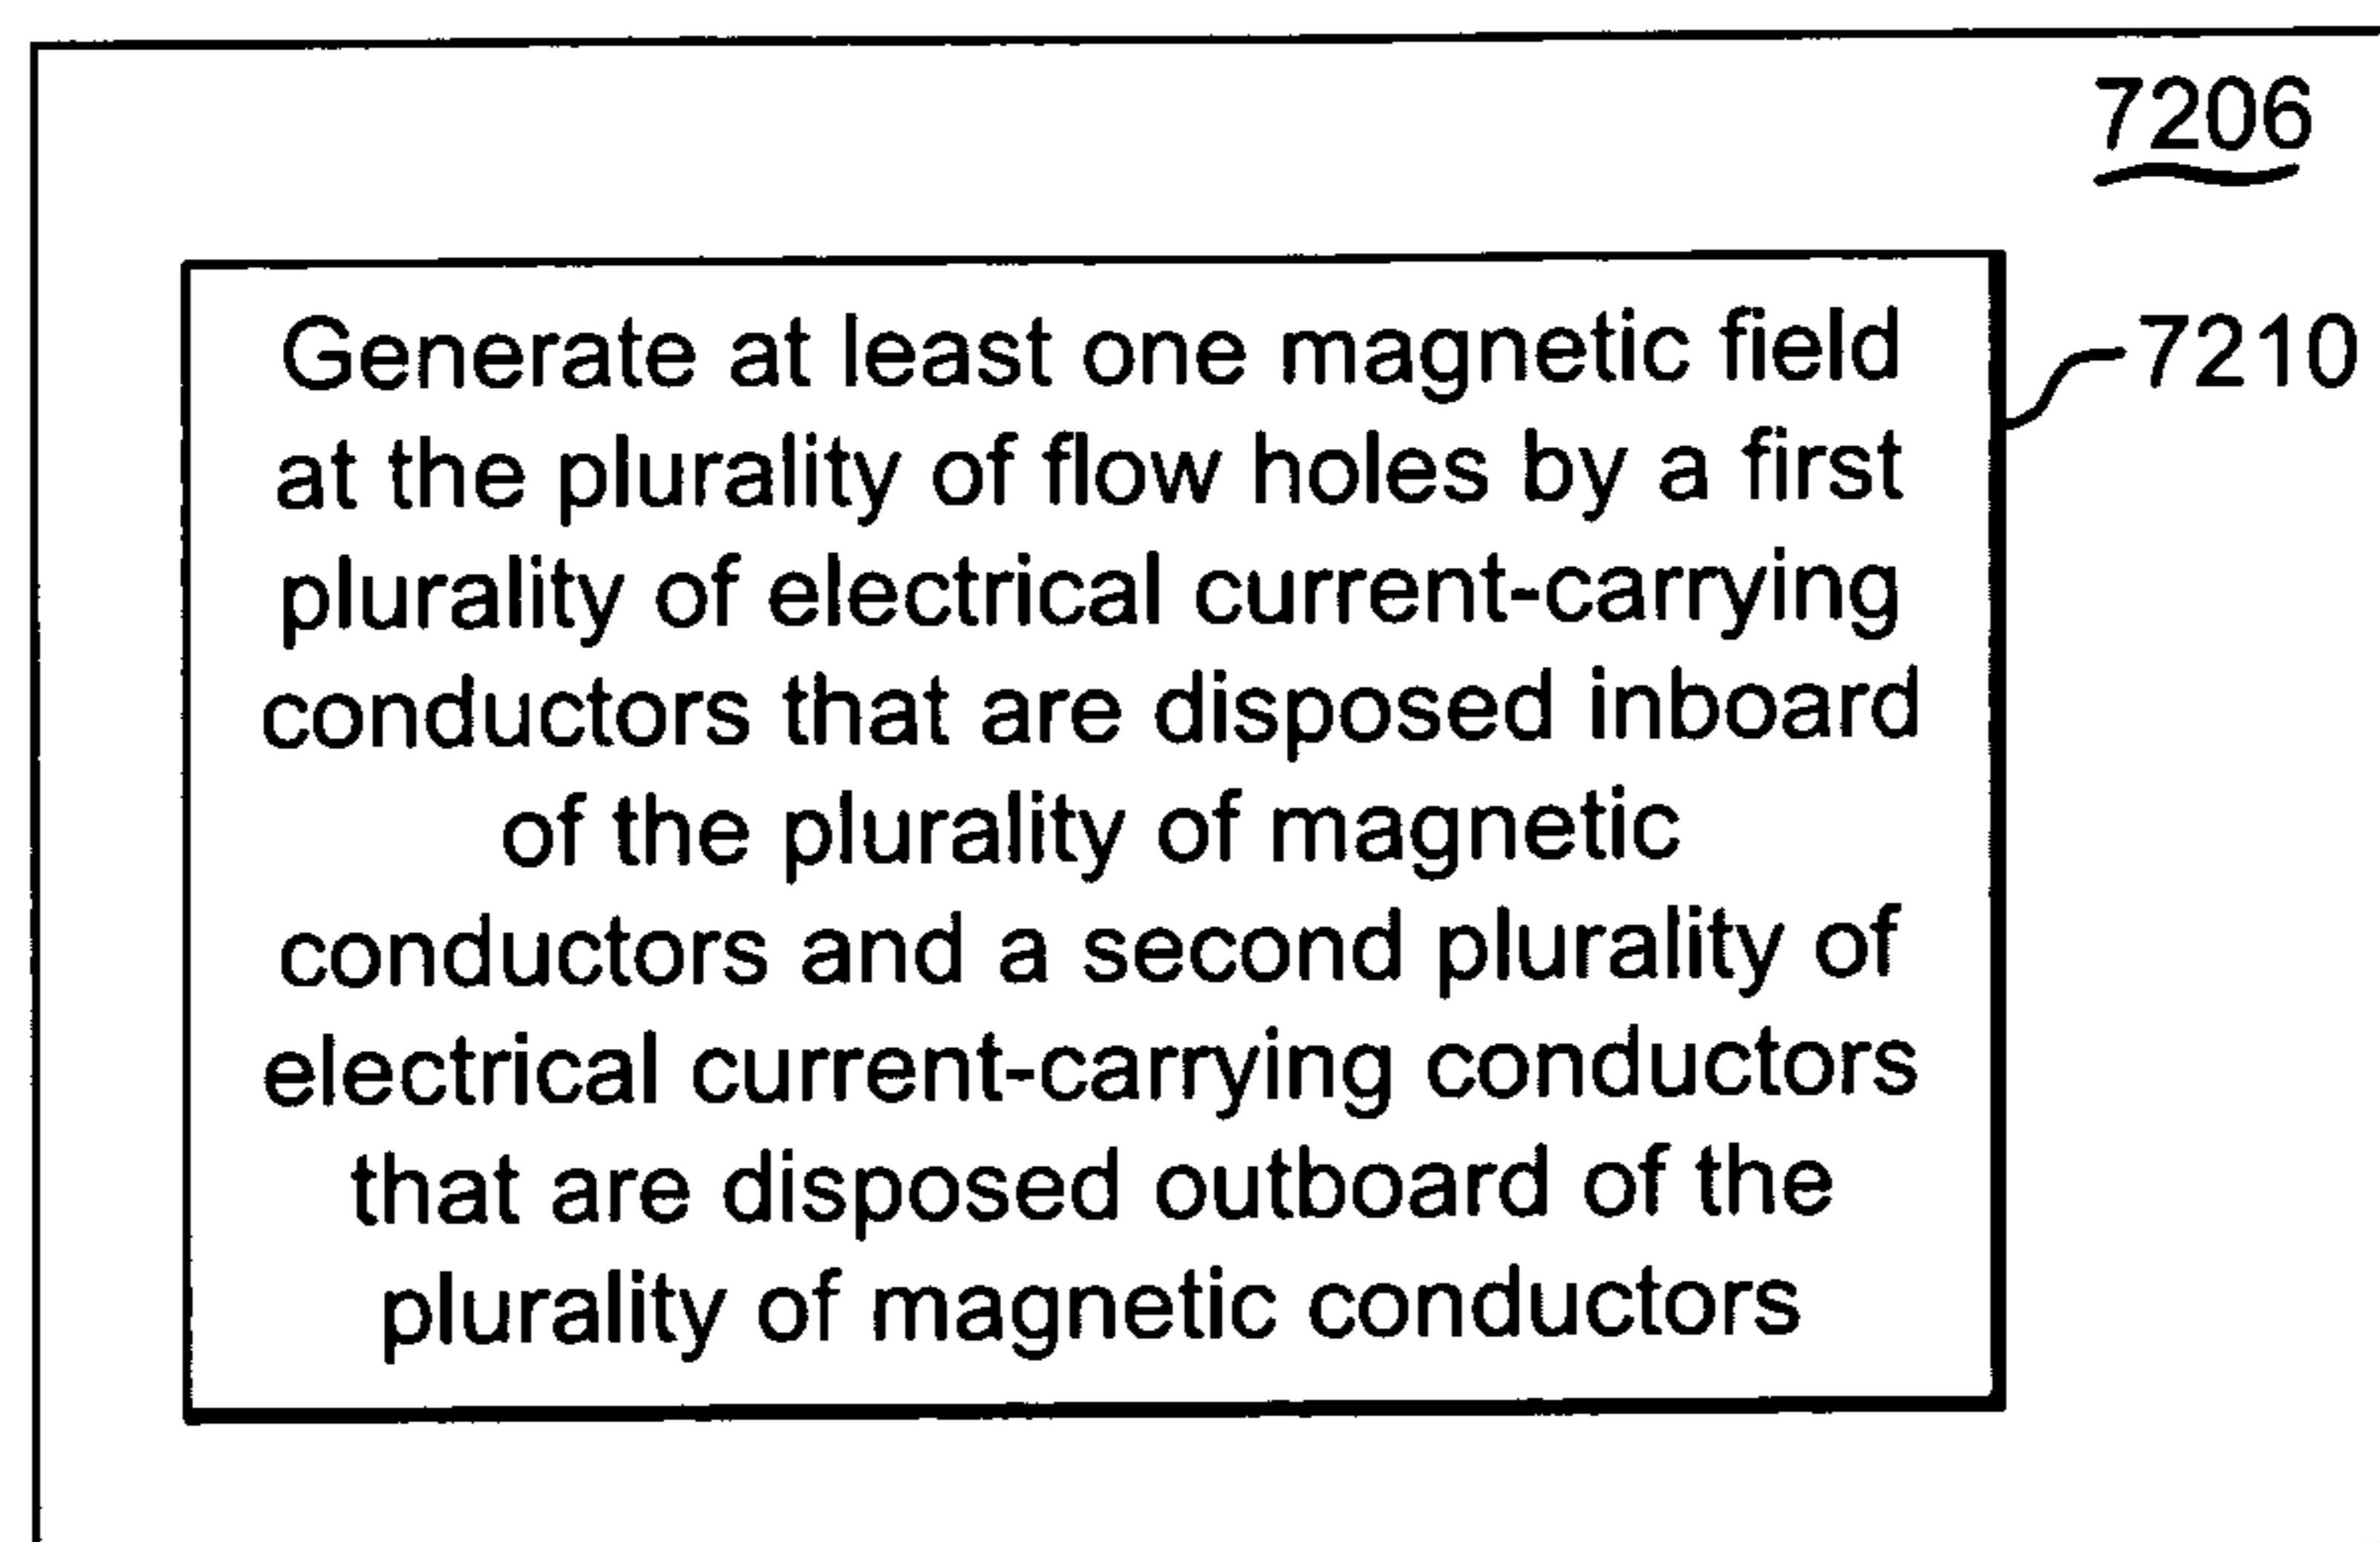 7206
Generate at least one magnetic field
7210
at the plurality of flow holes by a first
plurality of electrical current-carrying
conductors that are disposed inboard
of the plurality of magnetic
conductors and a second plurality of
electrical current-carrying conductors
that are disposed outboard of the
plurality of magnetic conductors